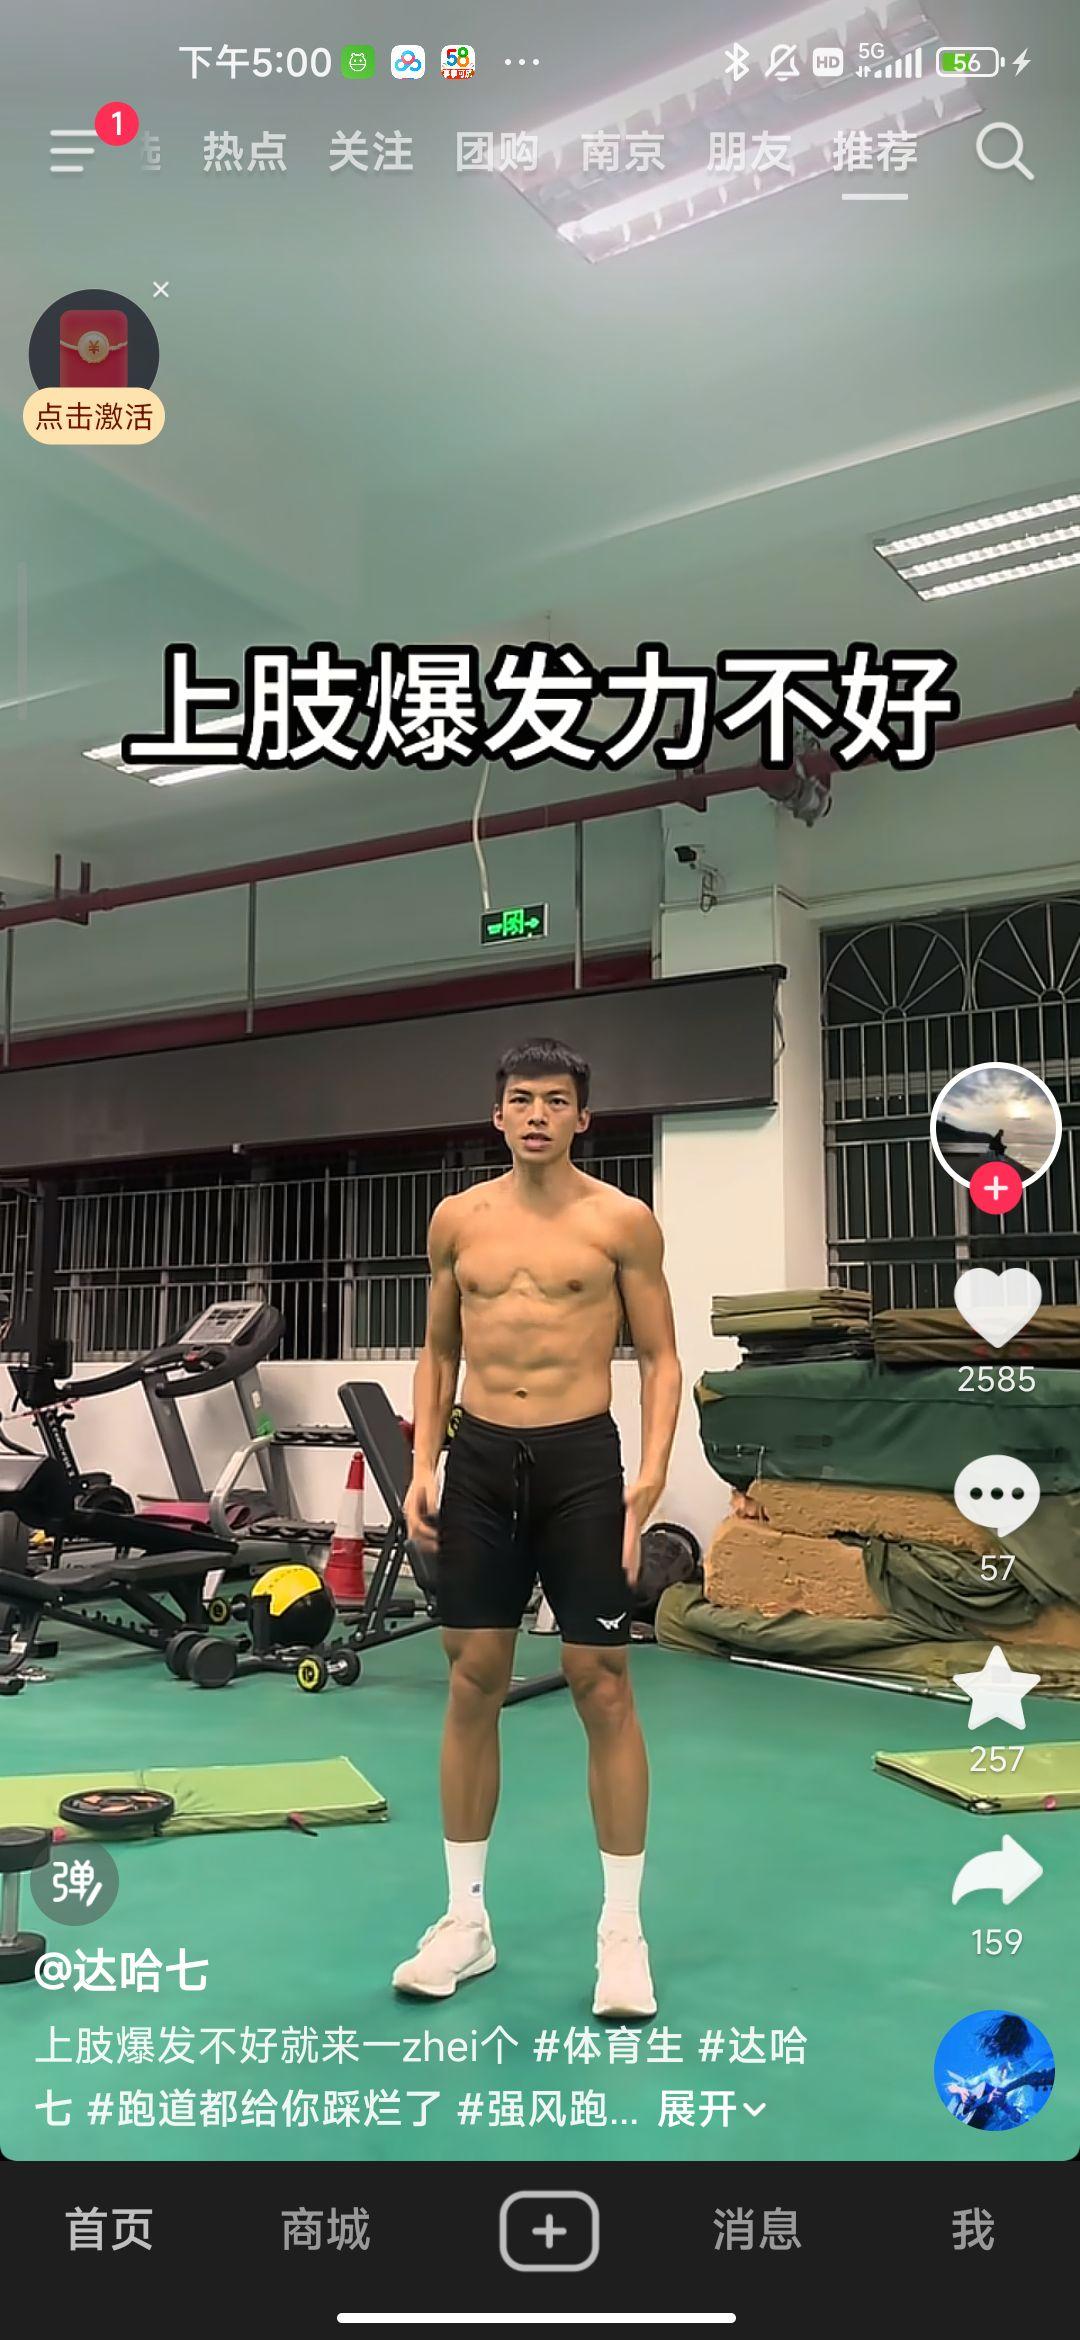 下午5:00
58
HD
5G
56
1
热点 关注 团购 南京 朋友 推荐
点击激活
上肢爆发力不好
2585
57
257
159
弹
@达哈七
上肢爆发不好就来一zhei个 #体育生 #达哈
七 #跑道都给你踩烂了 #强风跑... 展开
首页 商城 消息 我